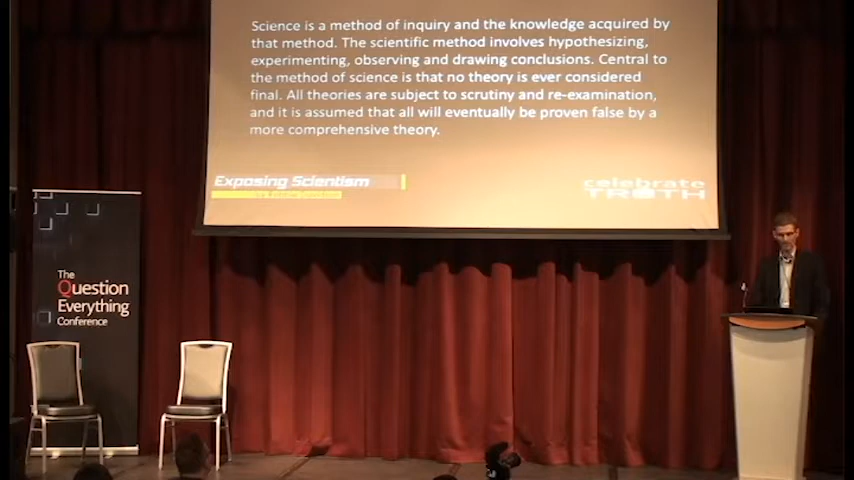 Science is a method of inquiry and the knowledge acquired by
that method. The scientific method involves hypothesizing,
experimenting, observing and drawing conclusions. Central to
the method of science is that no theory is ever considered
final. All theories are subject to scrutiny and re-examination,
and it is assumed that all will eventually be proven false by a
more comprehensive theory.
Exposing Scientism
celebrate
TRUTH
The
Question
Everything
Conference